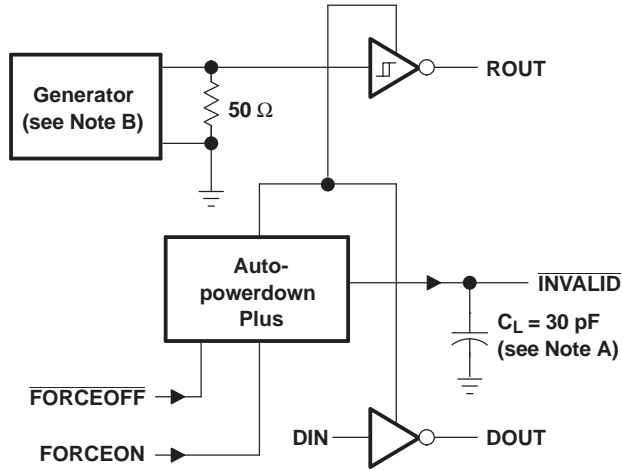 ROUT
Generator
(see Note B)
50 Ω
Auto-
powerdown
Plus
INVALID
C_L = 30 pF
(see Note A)
FORCEOFF
FORCEON
DIN
DOUT